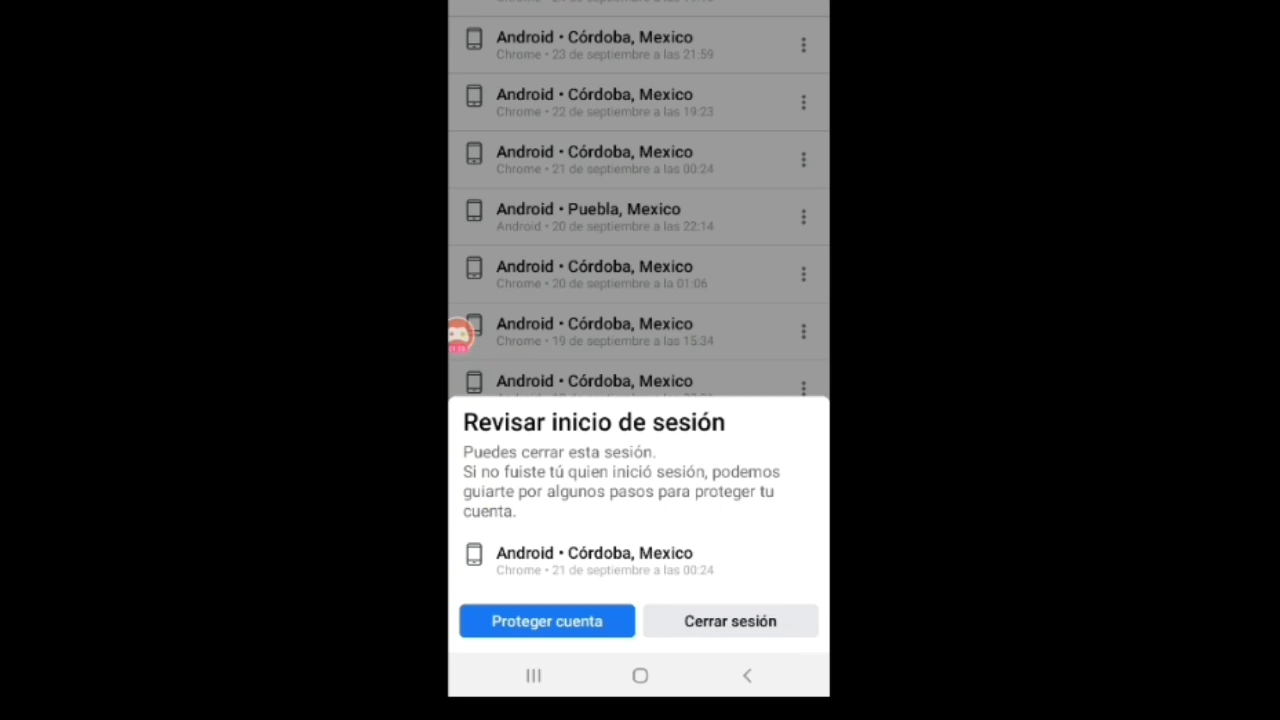 Android • Córdoba, Mexico
Chrome • 23 de septiembre a las 21:59
Android • Córdoba, Mexico
Chrome • 22 de septiembre a las 19:23
Android • Córdoba, Mexico
Chrome • 21 de septiembre a las 00:24
Android • Puebla, Mexico
Android • 20 de septiembre a las 22:14
Android • Córdoba, Mexico
Chrome • 20 de septiembre a la 01:06
Android • Córdoba, Mexico
Chrome • 19 de septiembre a las 15:34
Android • Córdoba, Mexico
Revisar inicio de sesión
Puedes cerrar esta sesión.
Si no fuiste tú quien inició sesión, podemos
guiarte por algunos pasos para proteger tu
cuenta.
Android • Córdoba, Mexico
Chrome • 21 de septiembre a las 00:24
Proteger cuenta
Cerrar sesión